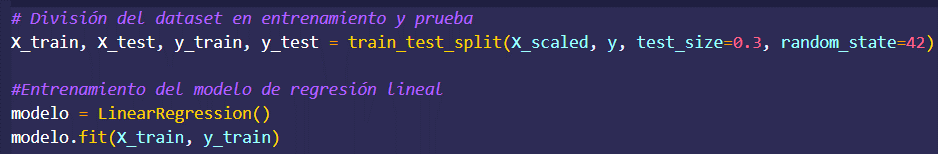 # División del dataset en entrenamiento y prueba
X_train, X_test, y_train, y_test = train_test_split(X_scaled, y, test_size=0.3, random_state=42)
#Entrenamiento del modelo de regresión lineal
modelo = LinearRegression()
modelo.fit(X_train, y_train)